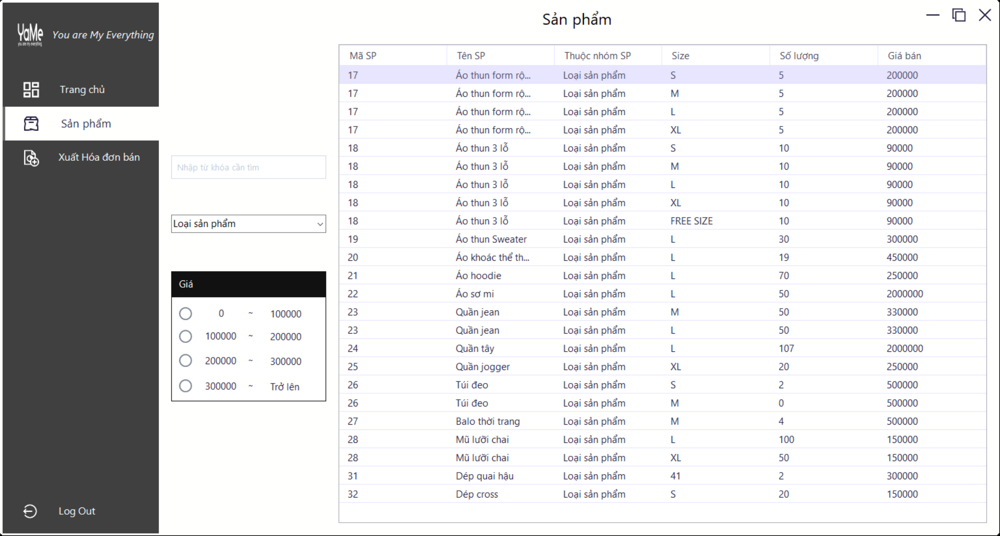 YaMe
you are my everything
You are My Everything
Trang chủ
Sản phẩm
Xuất Hóa đơn bán
Log Out
Nhập từ khóa cần tìm
Loại sản phẩm
Giá
0 ~ 100000
100000 ~ 200000
200000 ~ 300000
300000 ~ Trở lên
Sản phẩm
Mã SP Tên SP Thuộc nhóm SP Size Số lượng Giá bán
17 Áo thun form rộ... Loại sản phẩm S 5 200000
17 Áo thun form rộ... Loại sản phẩm M 5 200000
17 Áo thun form rộ... Loại sản phẩm L 5 200000
17 Áo thun form rộ... Loại sản phẩm XL 5 200000
18 Áo thun 3 lỗ Loại sản phẩm S 10 90000
18 Áo thun 3 lỗ Loại sản phẩm M 10 90000
18 Áo thun 3 lỗ Loại sản phẩm L 10 90000
18 Áo thun 3 lỗ Loại sản phẩm XL 10 90000
18 Áo thun 3 lỗ Loại sản phẩm FREE SIZE 10 90000
19 Áo thun Sweater Loại sản phẩm L 30 300000
20 Áo khoác thể th... Loại sản phẩm L 19 450000
21 Áo hoodie Loại sản phẩm L 70 250000
22 Áo sơ mi Loại sản phẩm L 50 2000000
23 Quần jean Loại sản phẩm M 50 330000
23 Quần jean Loại sản phẩm L 50 330000
24 Quần tây Loại sản phẩm L 107 2000000
25 Quần jogger Loại sản phẩm XL 20 250000
26 Túi đeo Loại sản phẩm S 2 500000
26 Túi đeo Loại sản phẩm M 0 500000
27 Balo thời trang Loại sản phẩm M 4 500000
28 Mũ lưỡi chai Loại sản phẩm L 100 150000
28 Mũ lưỡi chai Loại sản phẩm XL 50 150000
31 Dép quai hậu Loại sản phẩm 41 2 300000
32 Dép cross Loại sản phẩm S 20 150000